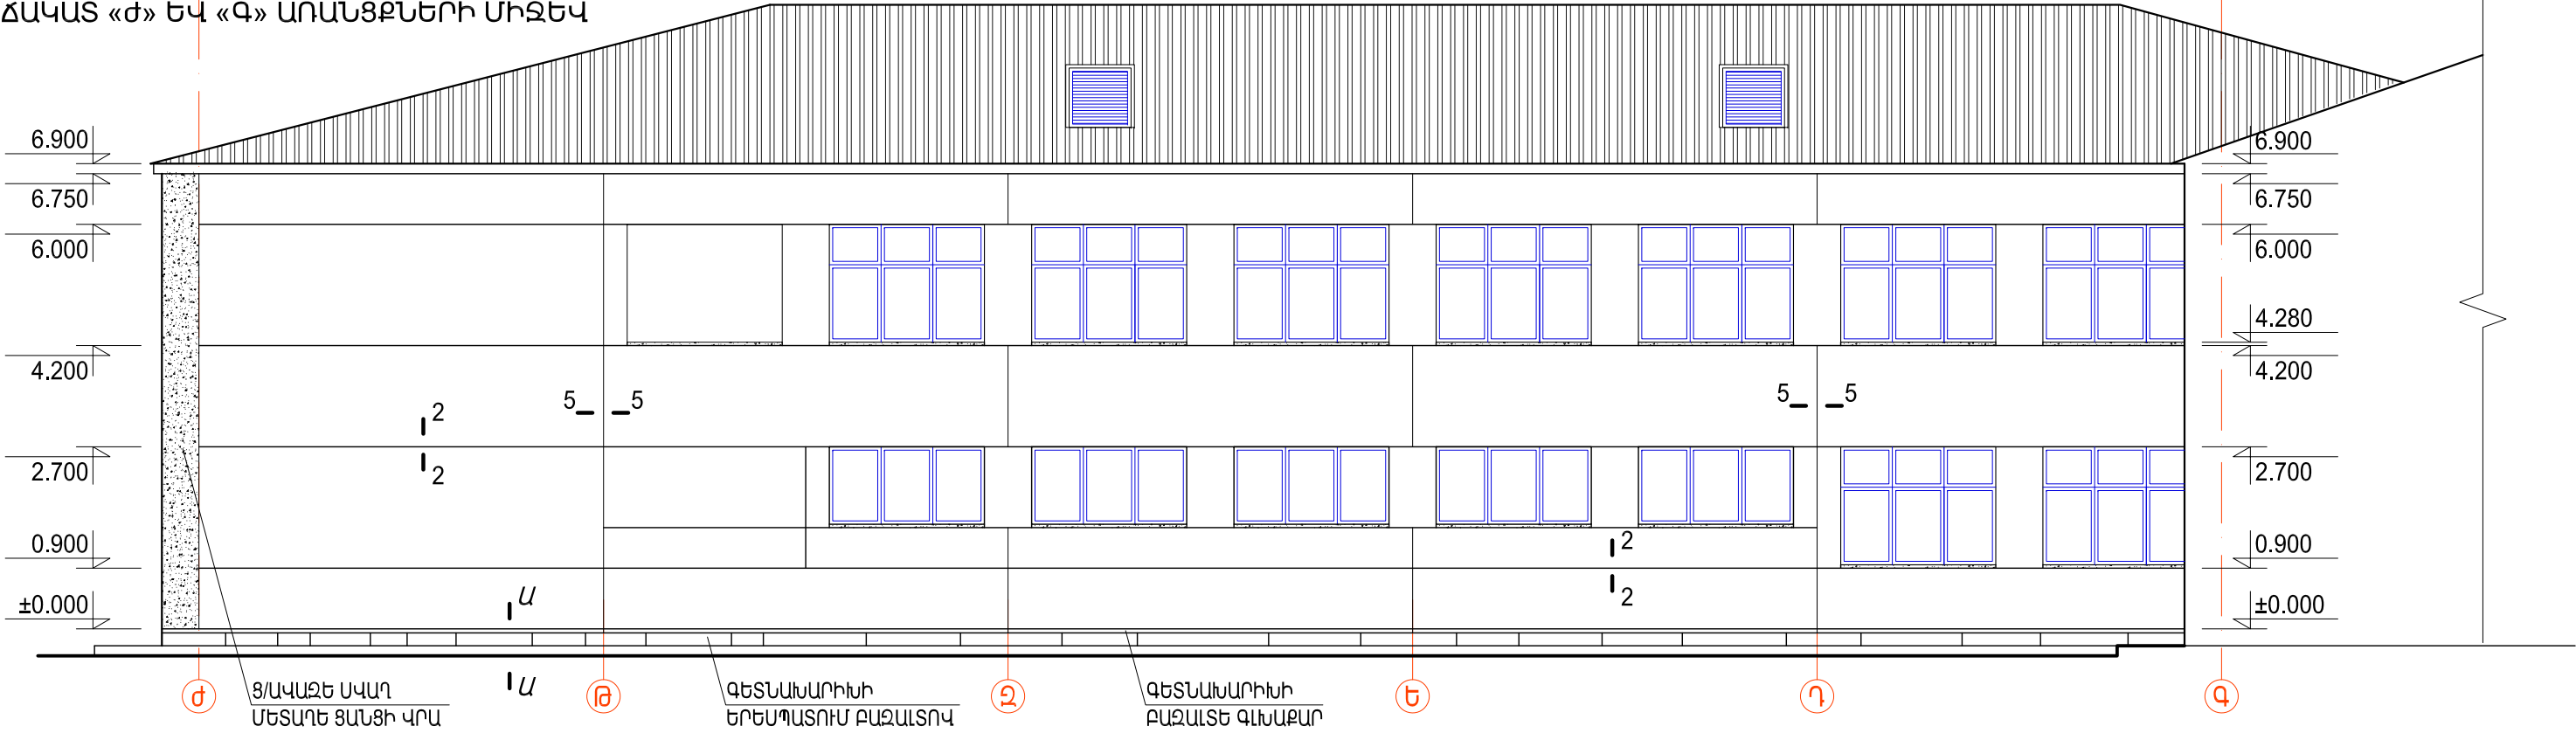 ՃԱԿԱՏ «Ժ» ԵՎ «Գ» ԱՌԱՆՑՔՆԵՐԻ ՄԻՋԵՎ
6.900
6.900
6.750
6.750
6.000
6.000
4.280
4.200
4.200
5 5
5 5
2
2
2.700
2.700
0.900
0.900
2
2
±0.000
±0.000
Ա
Ա
Ժ
Թ
Զ
Ե
Դ
Գ
Ց/ԱՎԱԶԵ ՍՎԱՂ
ՄԵՏԱՂԵ ՑԱՆՑԻ ՎՐԱ
ԳԵՏՆԱԽԱՐԻԽԻ
ԵՐԵՍՊԱՏՈՒՄ ԲԱԶԱԼՏՈՎ
ԳԵՏՆԱԽԱՐԻԽԻ
ԲԱԶԱԼՏԵ ԳԼԽԱՔԱՐ